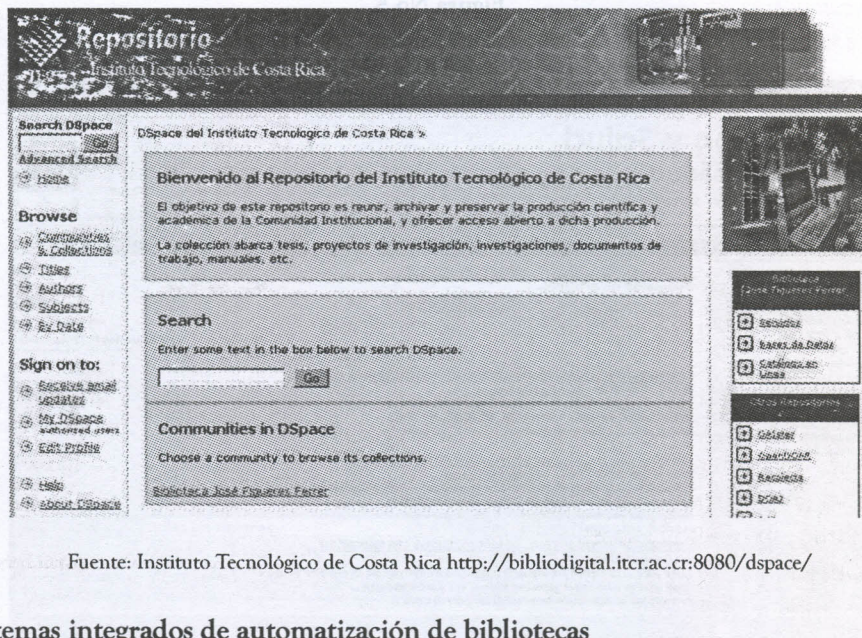 Repositorio
Instituto Tecnológico de Costa Rica
Search DSpace
Go
Advanced Search
Home
Browse
Communities
& Collections
Titles
Authors
Subjects
By Date
Sign on to:
Receive email
updates
My DSpace
authorized users
Edit Profile
Help
About DSpace
DSpace del Instituto Tecnologico de Costa Rica >
Bienvenido al Repositorio del Instituto Tecnológico de Costa Rica
El objetivo de este repositorio es reunir, archivar y preservar la producción científica y
académica de la Comunidad Institucional, y ofrecer acceso abierto a dicha producción.
La colección abarca tesis, proyectos de investigación, investigaciones, documentos de
trabajo, manuales, etc.
Search
Enter some text in the box below to search DSpace.
Go
Communities in DSpace
Choose a community to browse its collections.
Biblioteca José Figueres Ferrer
Biblioteca
José Figueres Ferrer
Servicios
Bases de Datos
Catálogo en
Línea
Otros Repositorios
OpenDOAR
Recolecta
DOAJ
Fuente: Instituto Tecnológico de Costa Rica http://bibliodigital.itcr.ac.cr:8080/dspace/
temas integrados de automatización de bibliotecas